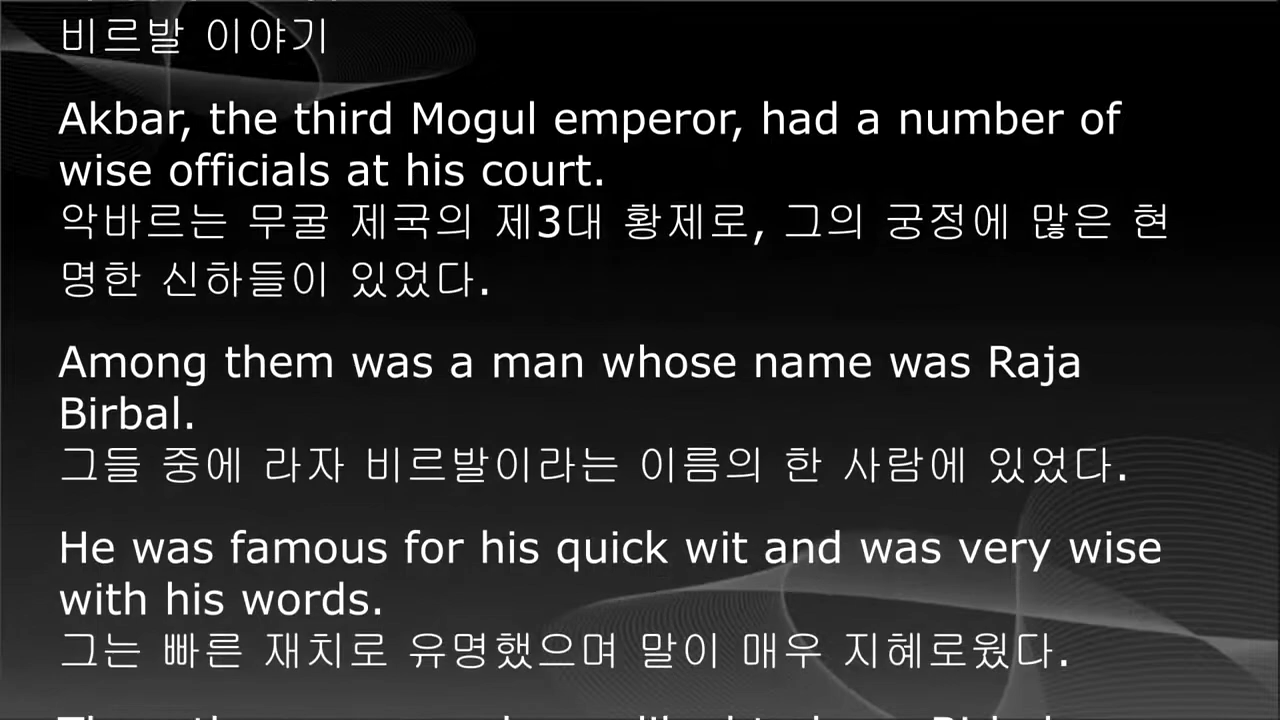 비르발 이야기
Akbar, the third Mogul emperor, had a number of
wise officials at his court.
악바르는 무굴 제국의 제3대 황제로, 그의 궁정에 많은 현
명한 신하들이 있었다.
Among them was a man whose name was Raja
Birbal.
그들 중에 라자 비르발이라는 이름의 한 사람에 있었다.
He was famous for his quick wit and was very wise
with his words.
그는 빠른 재치로 유명했으며 말이 매우 지혜로웠다.